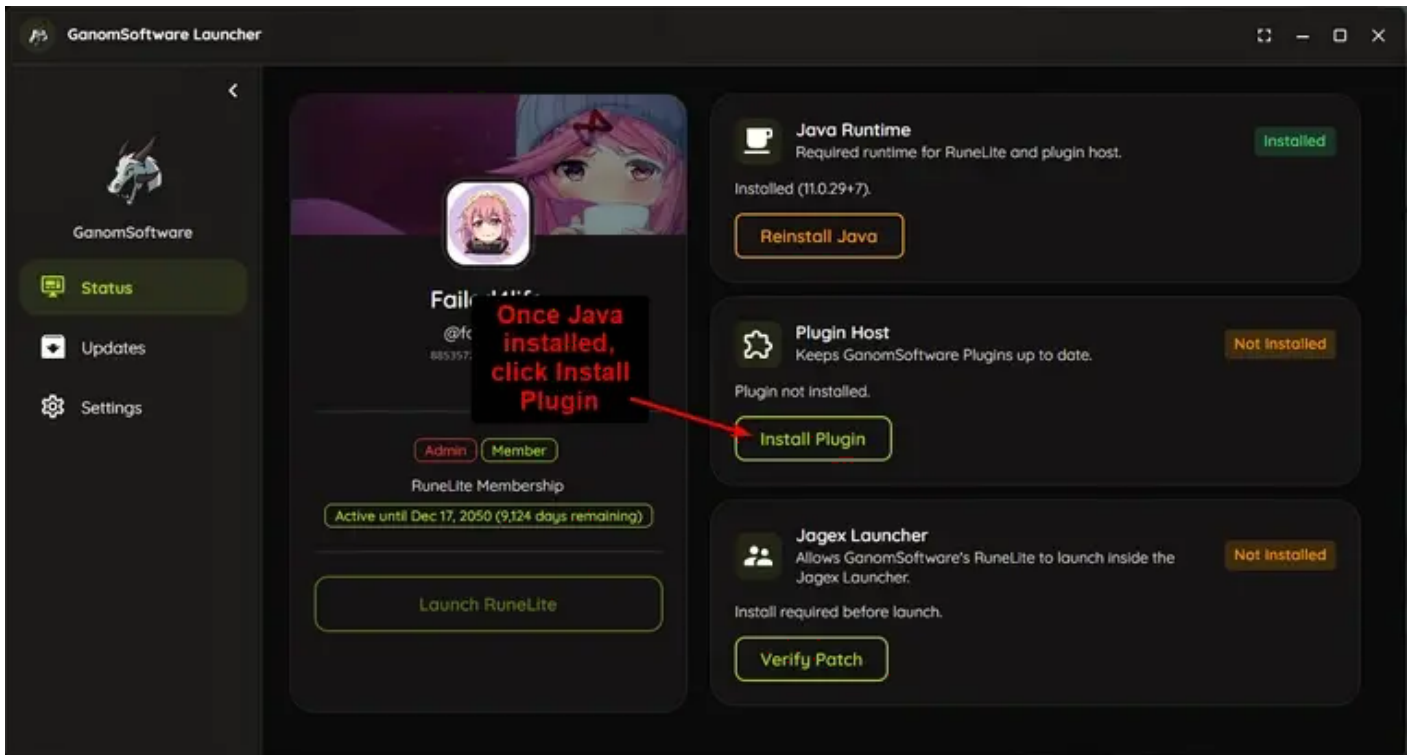 GanomSoftware Launcher
GanomSoftware
Status
Updates
Settings
Once Java
installed,
click Install
Plugin
Admin
Member
RuneLite Membership
Active until Dec 17, 2050 (9,124 days remaining)
Launch RuneLite
Java Runtime
Required runtime for RuneLite and plugin host.
Installed
Installed (11.0.29+7).
Reinstall Java
Plugin Host
Keeps GanomSoftware Plugins up to date.
Not Installed
Plugin not installed.
Install Plugin
Jagex Launcher
Allows GanomSoftware's RuneLite to launch inside the
Jagex Launcher.
Not Installed
Install required before launch.
Verify Patch